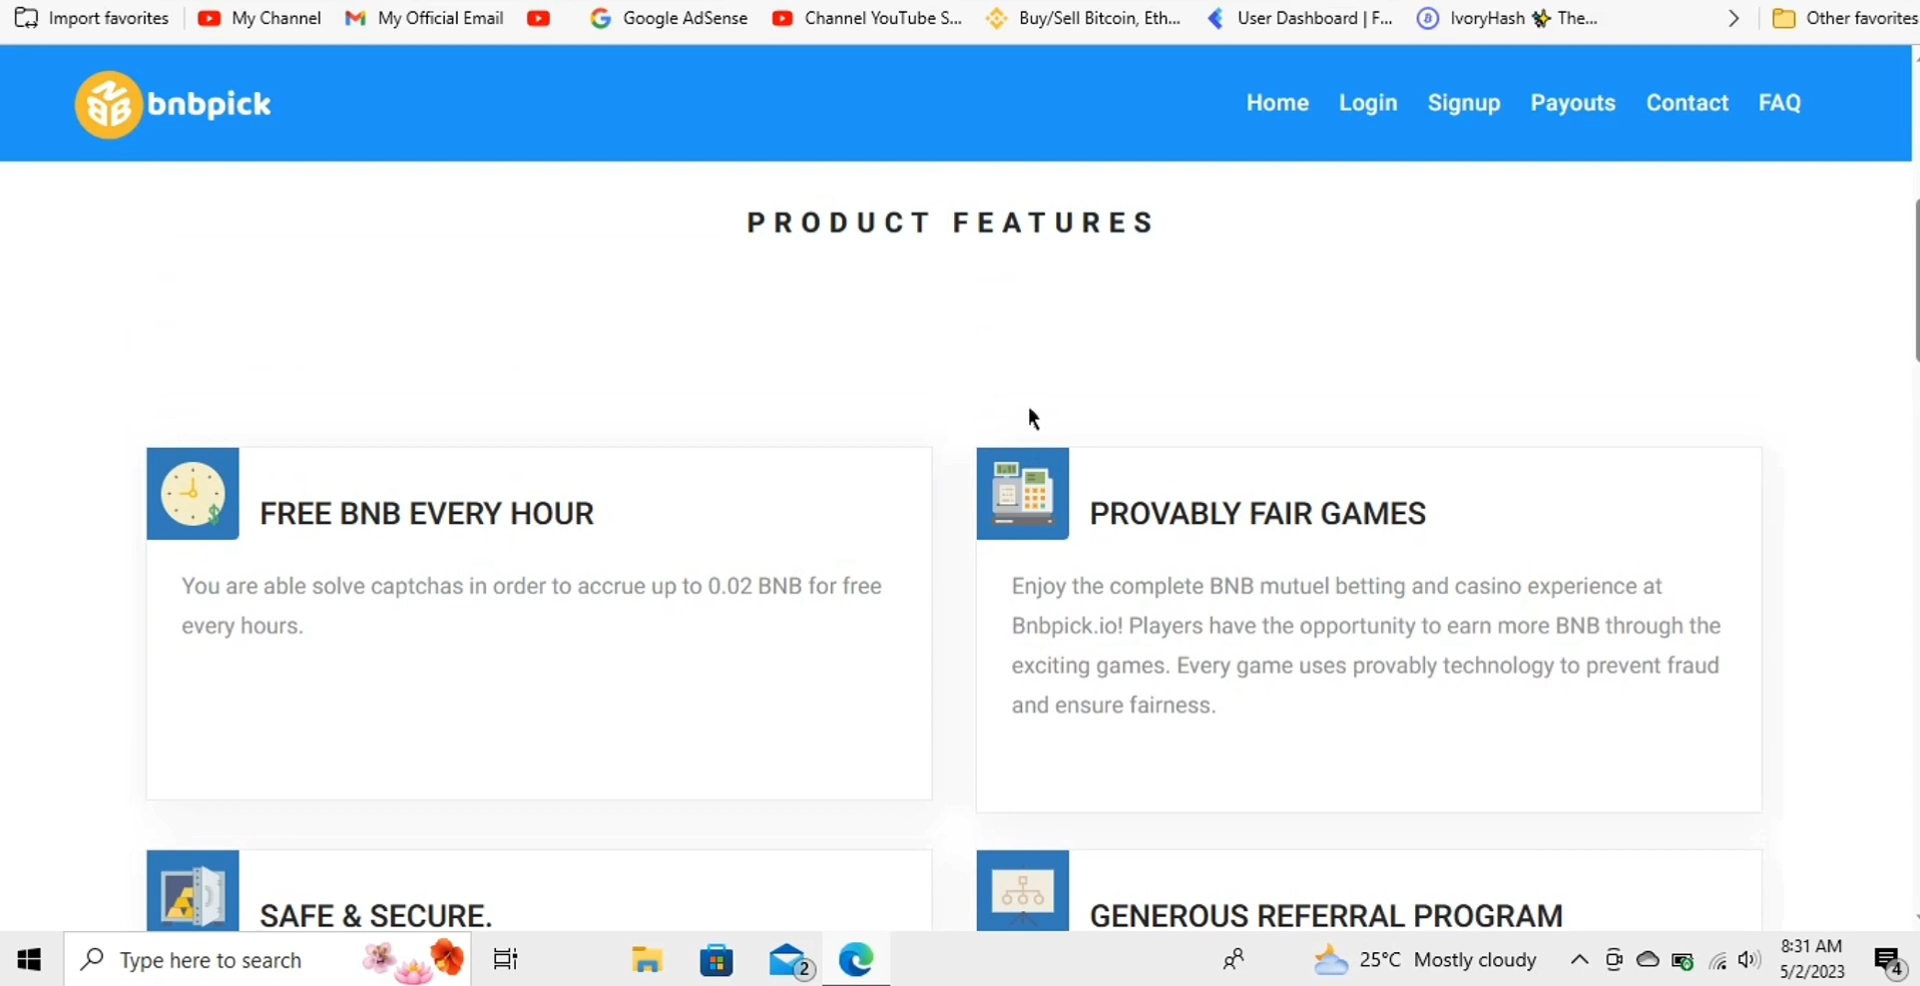 Import favorites My Channel My Official Email Google AdSense Channel YouTube S... Buy/Sell Bitcoin, Eth... User Dashboard | F... IvoryHash The... Other favorites
bnbpick Home Login Signup Payouts Contact FAQ
PRODUCT FEATURES
FREE BNB EVERY HOUR
You are able solve captchas in order to accrue up to 0.02 BNB for free
every hours.
PROVABLY FAIR GAMES
Enjoy the complete BNB mutuel betting and casino experience at
Bnbpick.io! Players have the opportunity to earn more BNB through the
exciting games. Every game uses provably technology to prevent fraud
and ensure fairness.
SAFE & SECURE.
GENEROUS REFERRAL PROGRAM
Type here to search 2 25°C Mostly cloudy 8:31 AM
5/2/2023 4